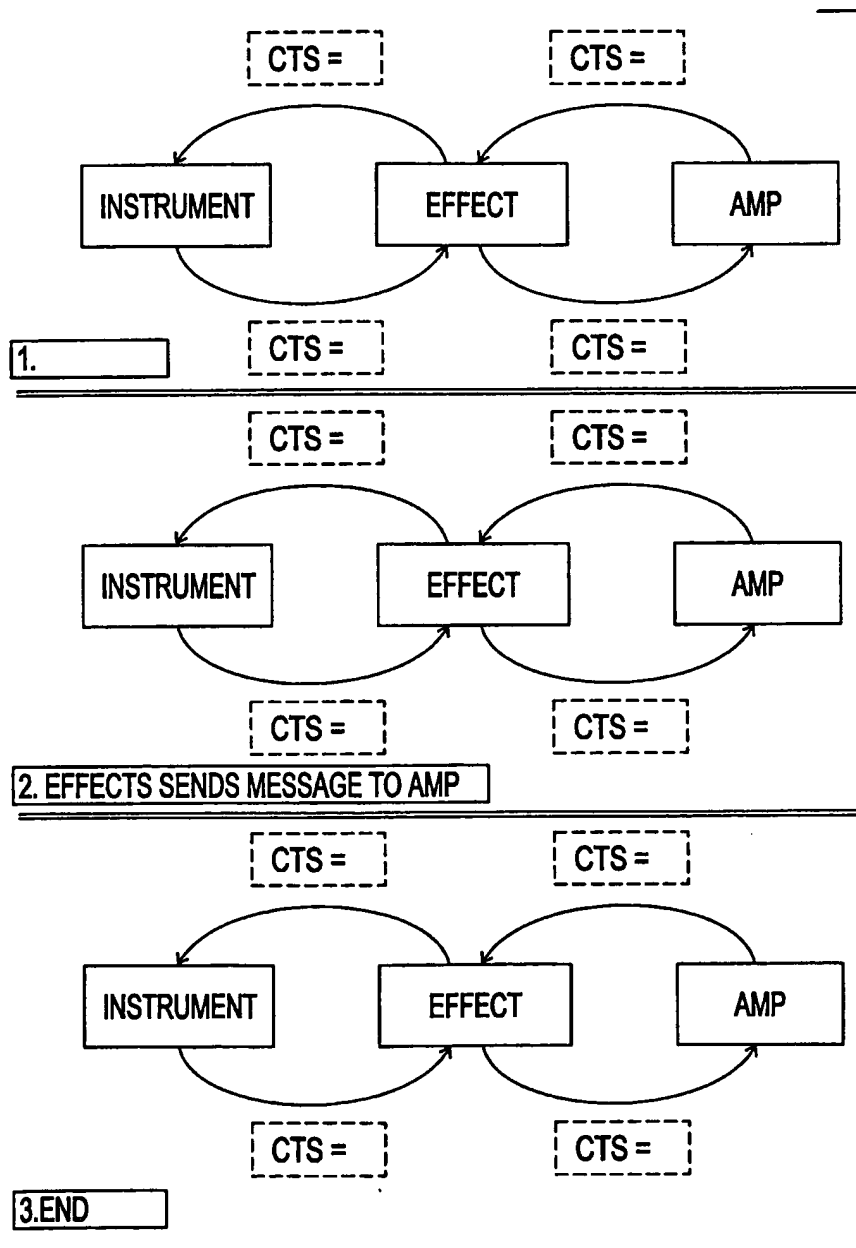 CTS = CTS =
INSTRUMENT EFFECT AMP
CTS = CTS =
1.
CTS = CTS =
INSTRUMENT EFFECT AMP
CTS = CTS =
2. EFFECTS SENDS MESSAGE TO AMP
CTS = CTS =
INSTRUMENT EFFECT AMP
CTS = CTS =
3.END